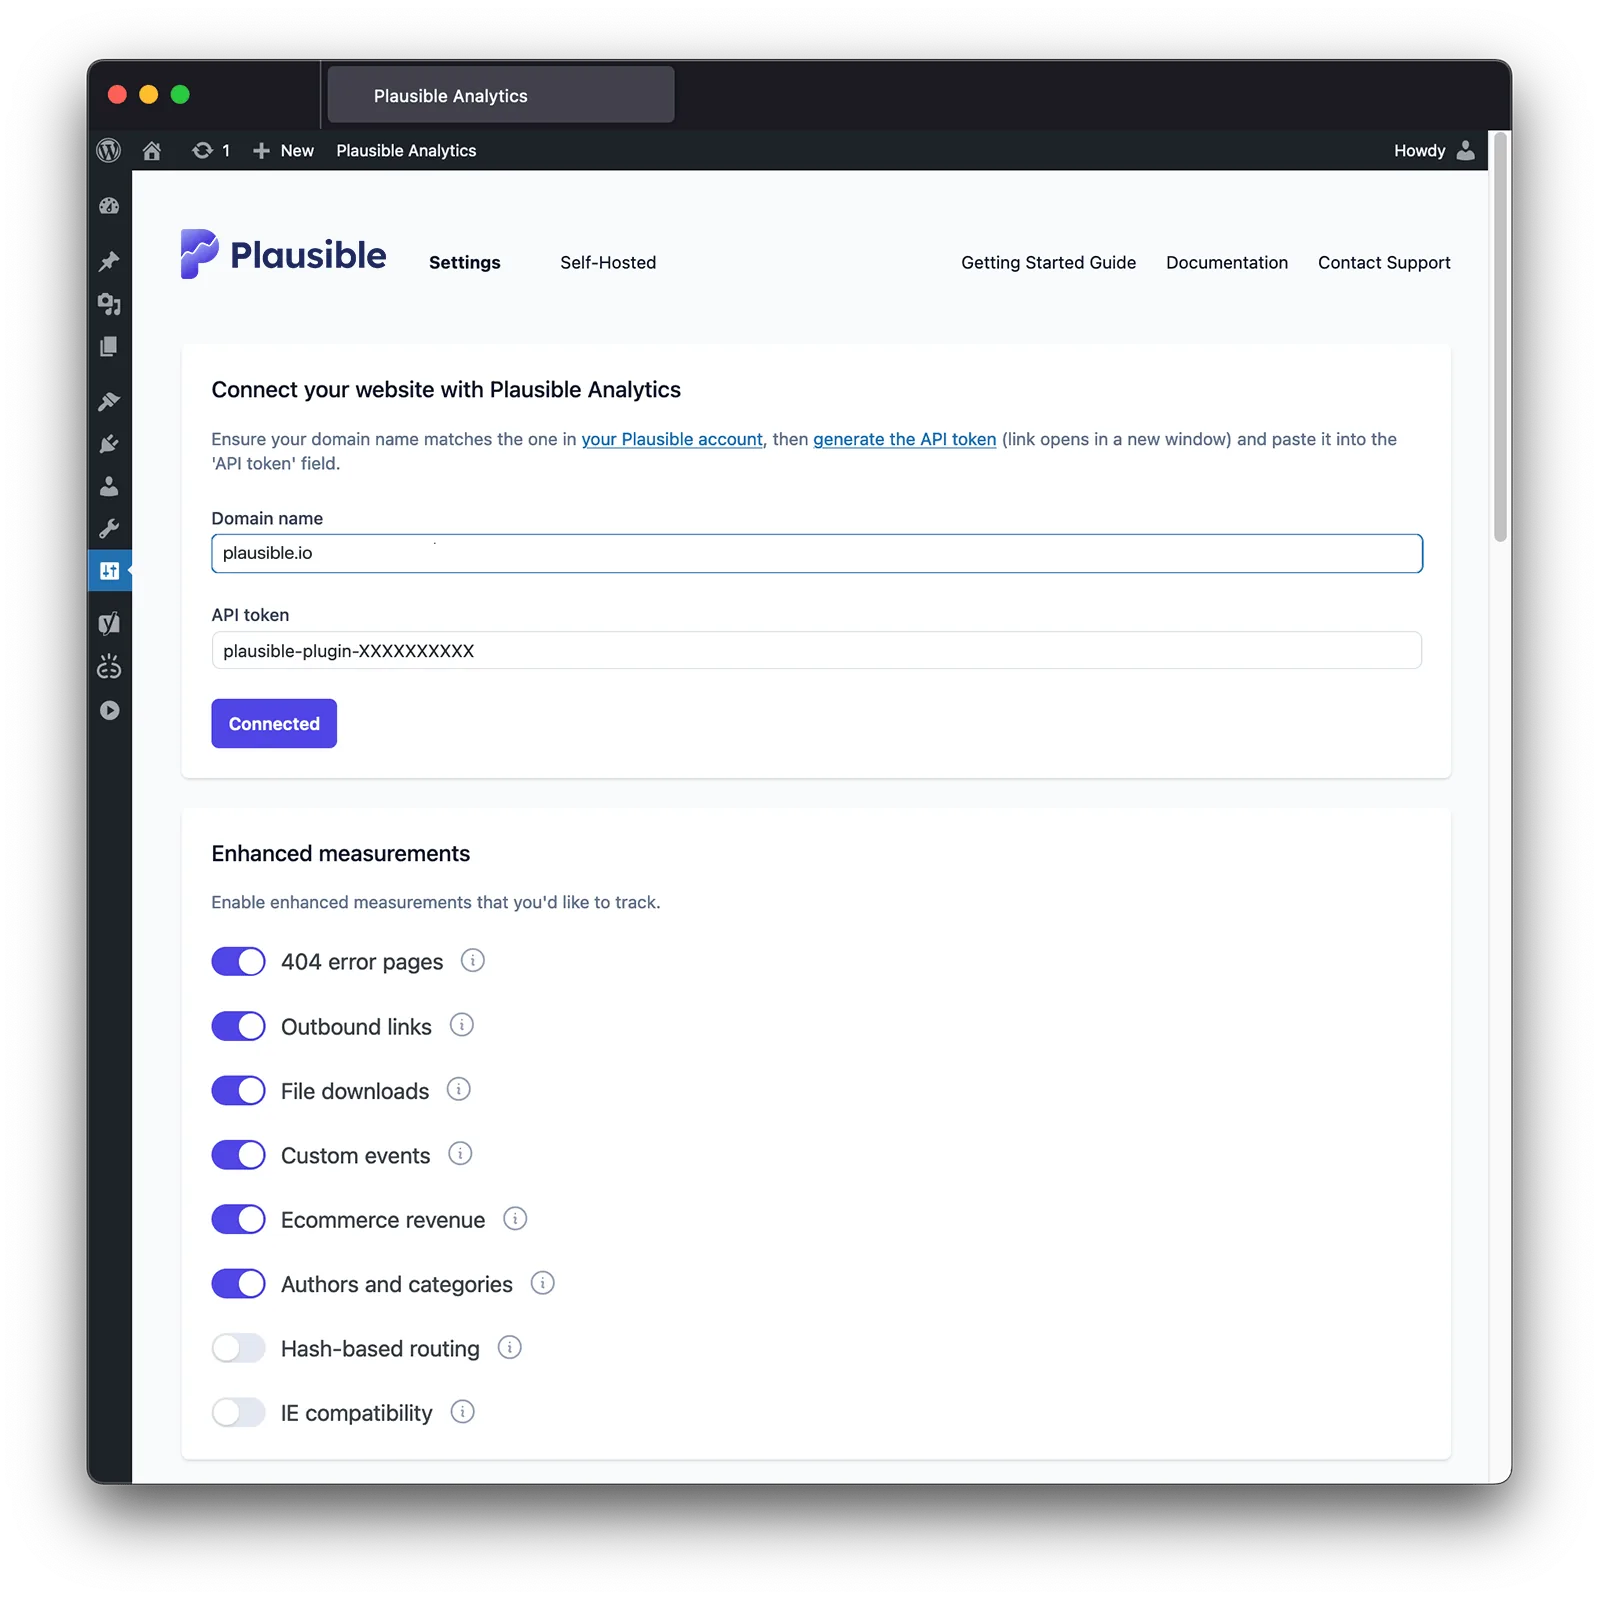 Plausible Analytics
1 New Plausible Analytics Howdy
Plausible Settings Self-Hosted Getting Started Guide Documentation Contact Support
Connect your website with Plausible Analytics
Ensure your domain name matches the one in your Plausible account, then generate the API token (link opens in a new window) and paste it into the
'API token' field.
Domain name
plausible.io
API token
plausible-plugin-XXXXXXXXXX
Connected
Enhanced measurements
Enable enhanced measurements that you'd like to track.
404 error pages
Outbound links
File downloads
Custom events
Ecommerce revenue
Authors and categories
Hash-based routing
IE compatibility